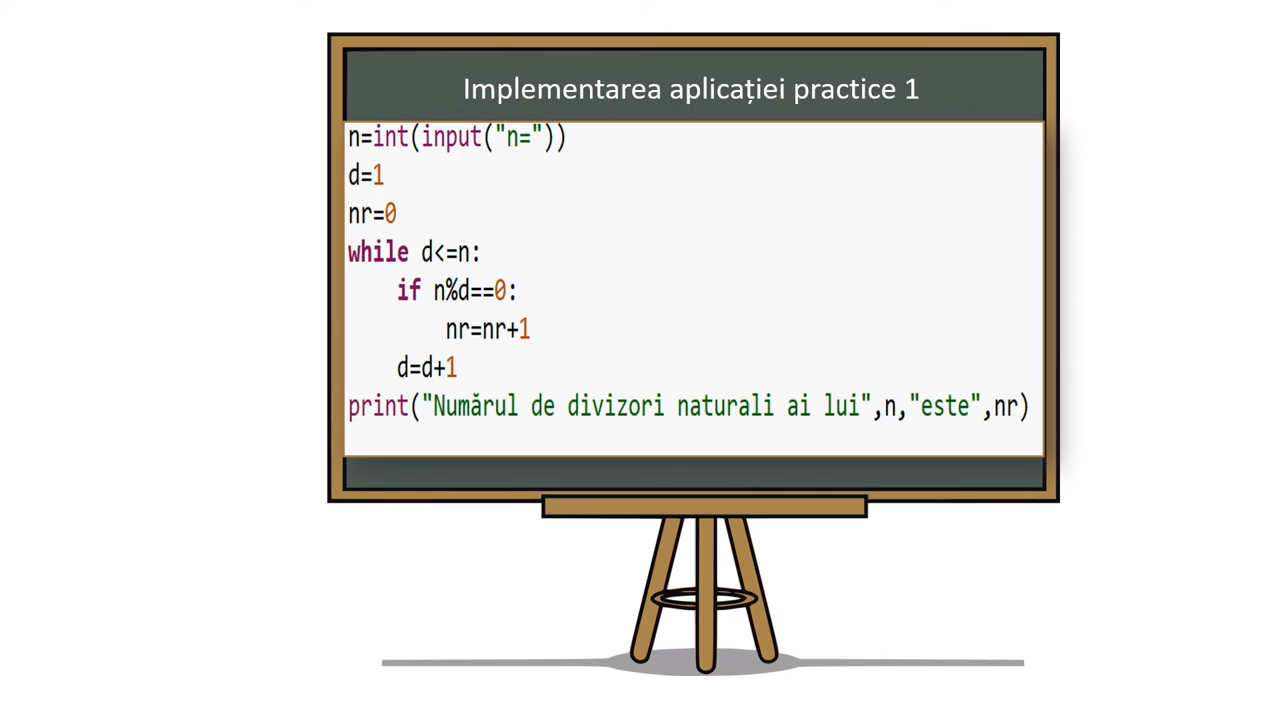 Implementarea aplicației practice 1
n=int(input("n="))
d=1
nr=0
while d<=n:
    if n%d==0:
        nr=nr+1
    d=d+1
print("Numărul de divizori naturali ai lui",n,"este",nr)